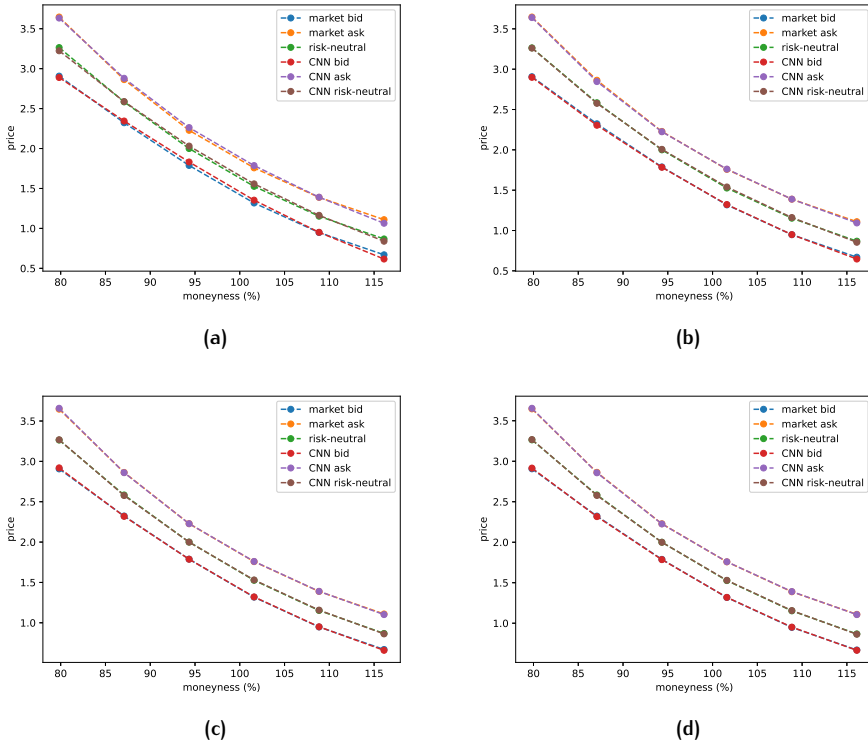 3.5
3.0
2.5
2.0
1.5
1.0
0.5
price
80 85 90 95 100 105 110 115
moneyness (%)
market bid
market ask
risk-neutral
CNN bid
CNN ask
CNN risk-neutral
(a)
3.5
3.0
2.5
2.0
1.5
1.0
0.5
price
80 85 90 95 100 105 110 115
moneyness (%)
market bid
market ask
risk-neutral
CNN bid
CNN ask
CNN risk-neutral
(b)
3.5
3.0
2.5
2.0
1.5
1.0
price
80 85 90 95 100 105 110 115
moneyness (%)
market bid
market ask
risk-neutral
CNN bid
CNN ask
CNN risk-neutral
(c)
3.5
3.0
2.5
2.0
1.5
1.0
price
80 85 90 95 100 105 110 115
moneyness (%)
market bid
market ask
risk-neutral
CNN bid
CNN ask
CNN risk-neutral
(d)